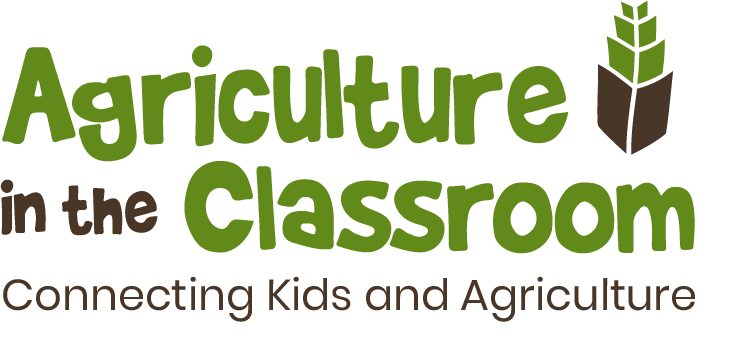 Agriculture
in the Classroom
Connecting Kids and Agriculture